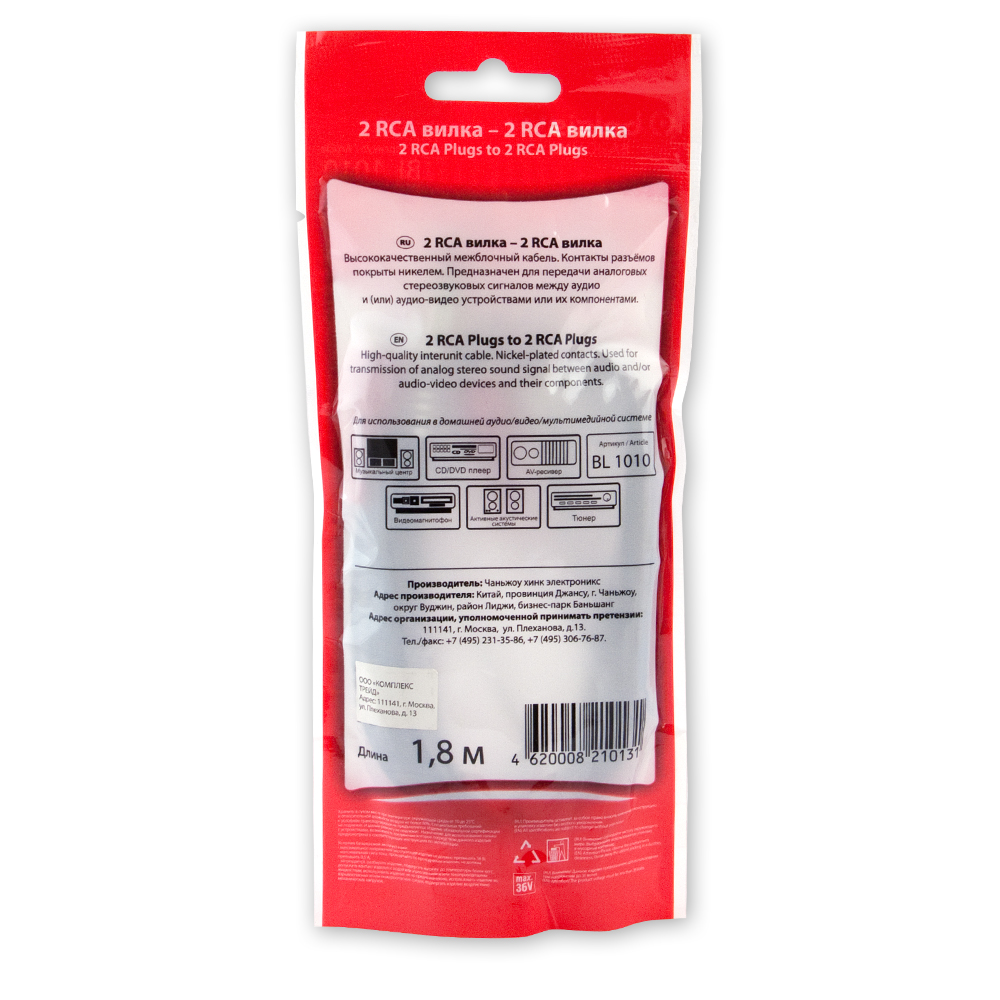 2 RCA вилка – 2 RCA вилка
2 RCA Plugs to 2 RCA Plugs
RU 2 RCA вилка – 2 RCA вилка
Высококачественный межблочный кабель. Контакты разъёмов
покрыты никелем. Предназначен для передачи аналоговых
стереозвуковых сигналов между аудио
и (или) аудио-видео устройствами или их компонентами.
EN 2 RCA Plugs to 2 RCA Plugs
High-quality interunit cable. Nickel-plated contacts. Used for
transmission of analog stereo sound signal between audio and/or
audio-video devices and their components.
Для использования в домашней аудио/видео/мультимедийной системе
Музыкальный центр
CD/DVD плеер
AV-ресивер
Артикул / Article
BL 1010
Видеомагнитофон
Активные акустические
системы
Тюнер
Производитель: Чаньжоу хинк электроникс
Адрес производителя: Китай, провинция Джансу, г. Чаньжоу,
округ Вуджин, район Лиджи, бизнес-парк Баньшанг
Адрес организации, уполномоченной принимать претензии:
111141, г. Москва, ул. Плеханова, д.13.
Тел./факс: +7 (495) 231-35-86, +7 (495) 306-76-87.
ООО «КОМПЛЕКС
ТРЕЙД»
Адрес: 111141, г. Москва,
ул. Плеханова, д. 13
Длина 1,8 м
4 620008 210131
max.
36V